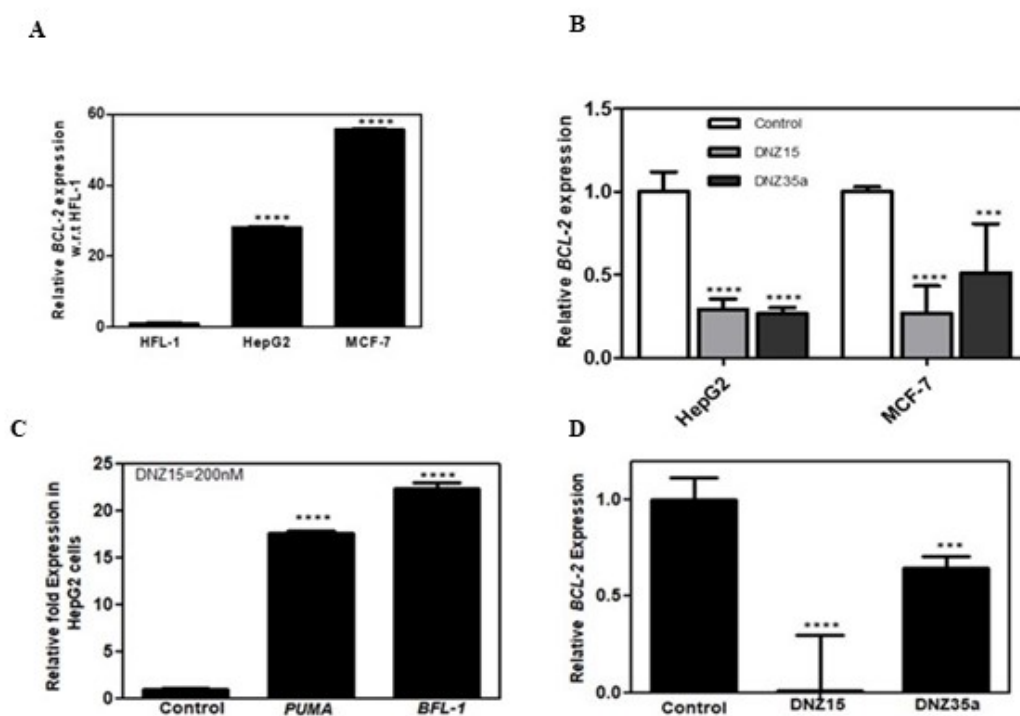 A
Relative BCL-2 expression
w.r.t HFL-1
60
40
20
0
****
****
HFL-1
HepG2
MCF-7
B
Relative BCL-2 expression
1.5
1.0
0.5
0.0
Control
DNZ15
DNZ35a
****
****
****
***
HepG2
MCF-7
C
Relative fold Expression in
HepG2 cells
25
20
15
10
5
0
DNZ15=200nM
****
****
Control
PUMA
BFL-1
D
Relative BCL-2 Expression
1.0
0.5
0.0
****
***
Control
DNZ15
DNZ35a